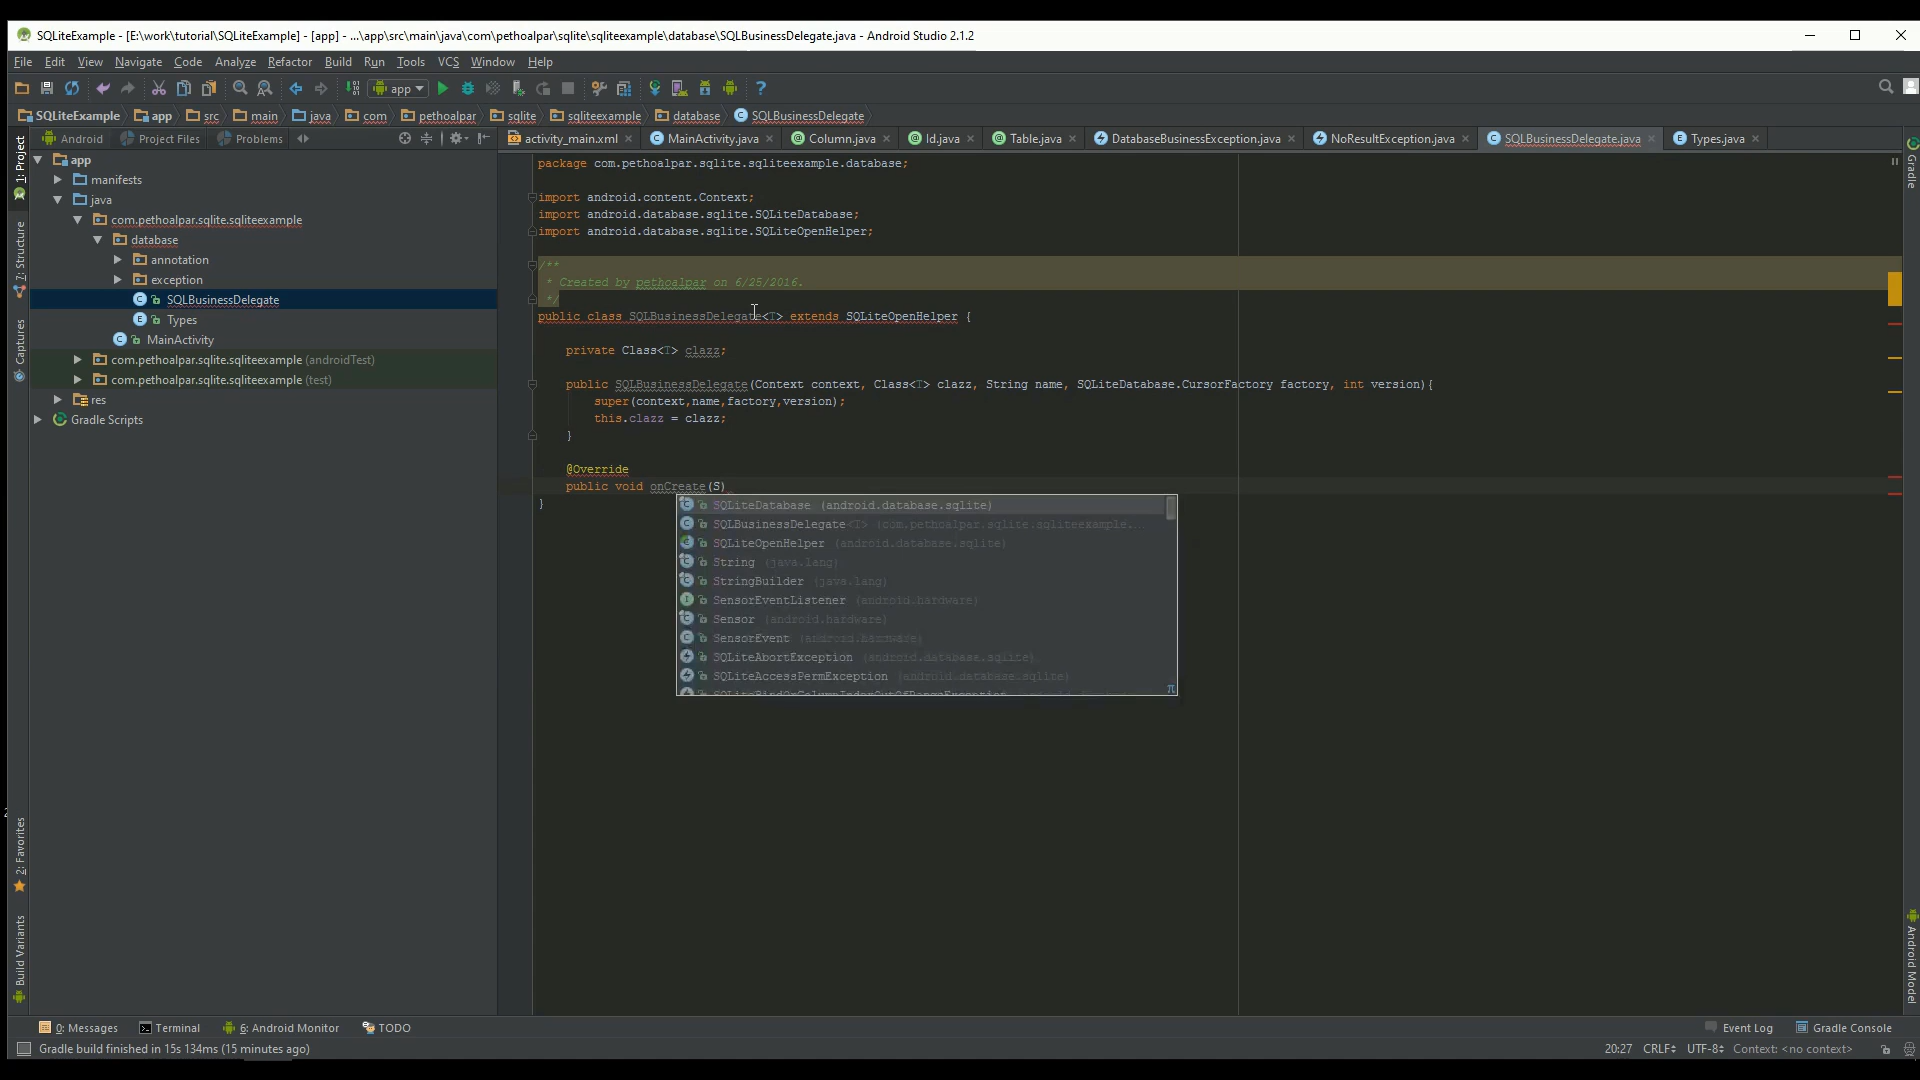 SQLiteExample - [E:\work\tutorial\SQLiteExample] - [app] - ...\app\src\main\java\com\pethoalpar\sqlite\sqliteexample\database\SQLBusinessDelegate.java - Android Studio 2.1.2
File Edit View Navigate Code Analyze Refactor Build Run Tools VCS Window Help
app
SQLiteExample app src main java com pethoalpar sqlite sqliteexample database SQLBusinessDelegate
Android Project Files Problems
activity_main.xml MainActivity.java Column.java Id.java Table.java DatabaseBusinessException.java NoResultException.java SQLBusinessDelegate.java Types.java
1: Project
7: Structure
Captures
2: Favorites
Build Variants
app
manifests
java
com.pethoalpar.sqlite.sqliteexample
database
annotation
exception
SQLBusinessDelegate
Types
MainActivity
com.pethoalpar.sqlite.sqliteexample (androidTest)
com.pethoalpar.sqlite.sqliteexample (test)
res
Gradle Scripts
package com.pethoalpar.sqlite.sqliteexample.database;
import android.content.Context;
import android.database.sqlite.SQLiteDatabase;
import android.database.sqlite.SQLiteOpenHelper;
/**
* Created by pethoalpar on 6/25/2016.
*/
public class SQLBusinessDelegate<T> extends SQLiteOpenHelper {
private Class<T> clazz;
public SQLBusinessDelegate(Context context, Class<T> clazz, String name, SQLiteDatabase.CursorFactory factory, int version){
super(context,name,factory,version);
this.clazz = clazz;
}
@Override
public void onCreate(S)
}
SQLiteDatabase (android.database.sqlite)
SQLBusinessDelegate<T> (com.pethoalpar.sqlite.sqliteexample....
SQLiteOpenHelper (android.database.sqlite)
String (java.lang)
StringBuilder (java.lang)
SensorEventListener (android.hardware)
Sensor (android.hardware)
SensorEvent (android.hardware)
SQLiteAbortException (android.database.sqlite)
SQLiteAccessPermException (android.database.sqlite)
π
Gradle
Android Model
0: Messages Terminal 6: Android Monitor TODO Event Log Gradle Console
Gradle build finished in 15s 134ms (15 minutes ago) 20:27 CRLF UTF-8 Context: <no context>